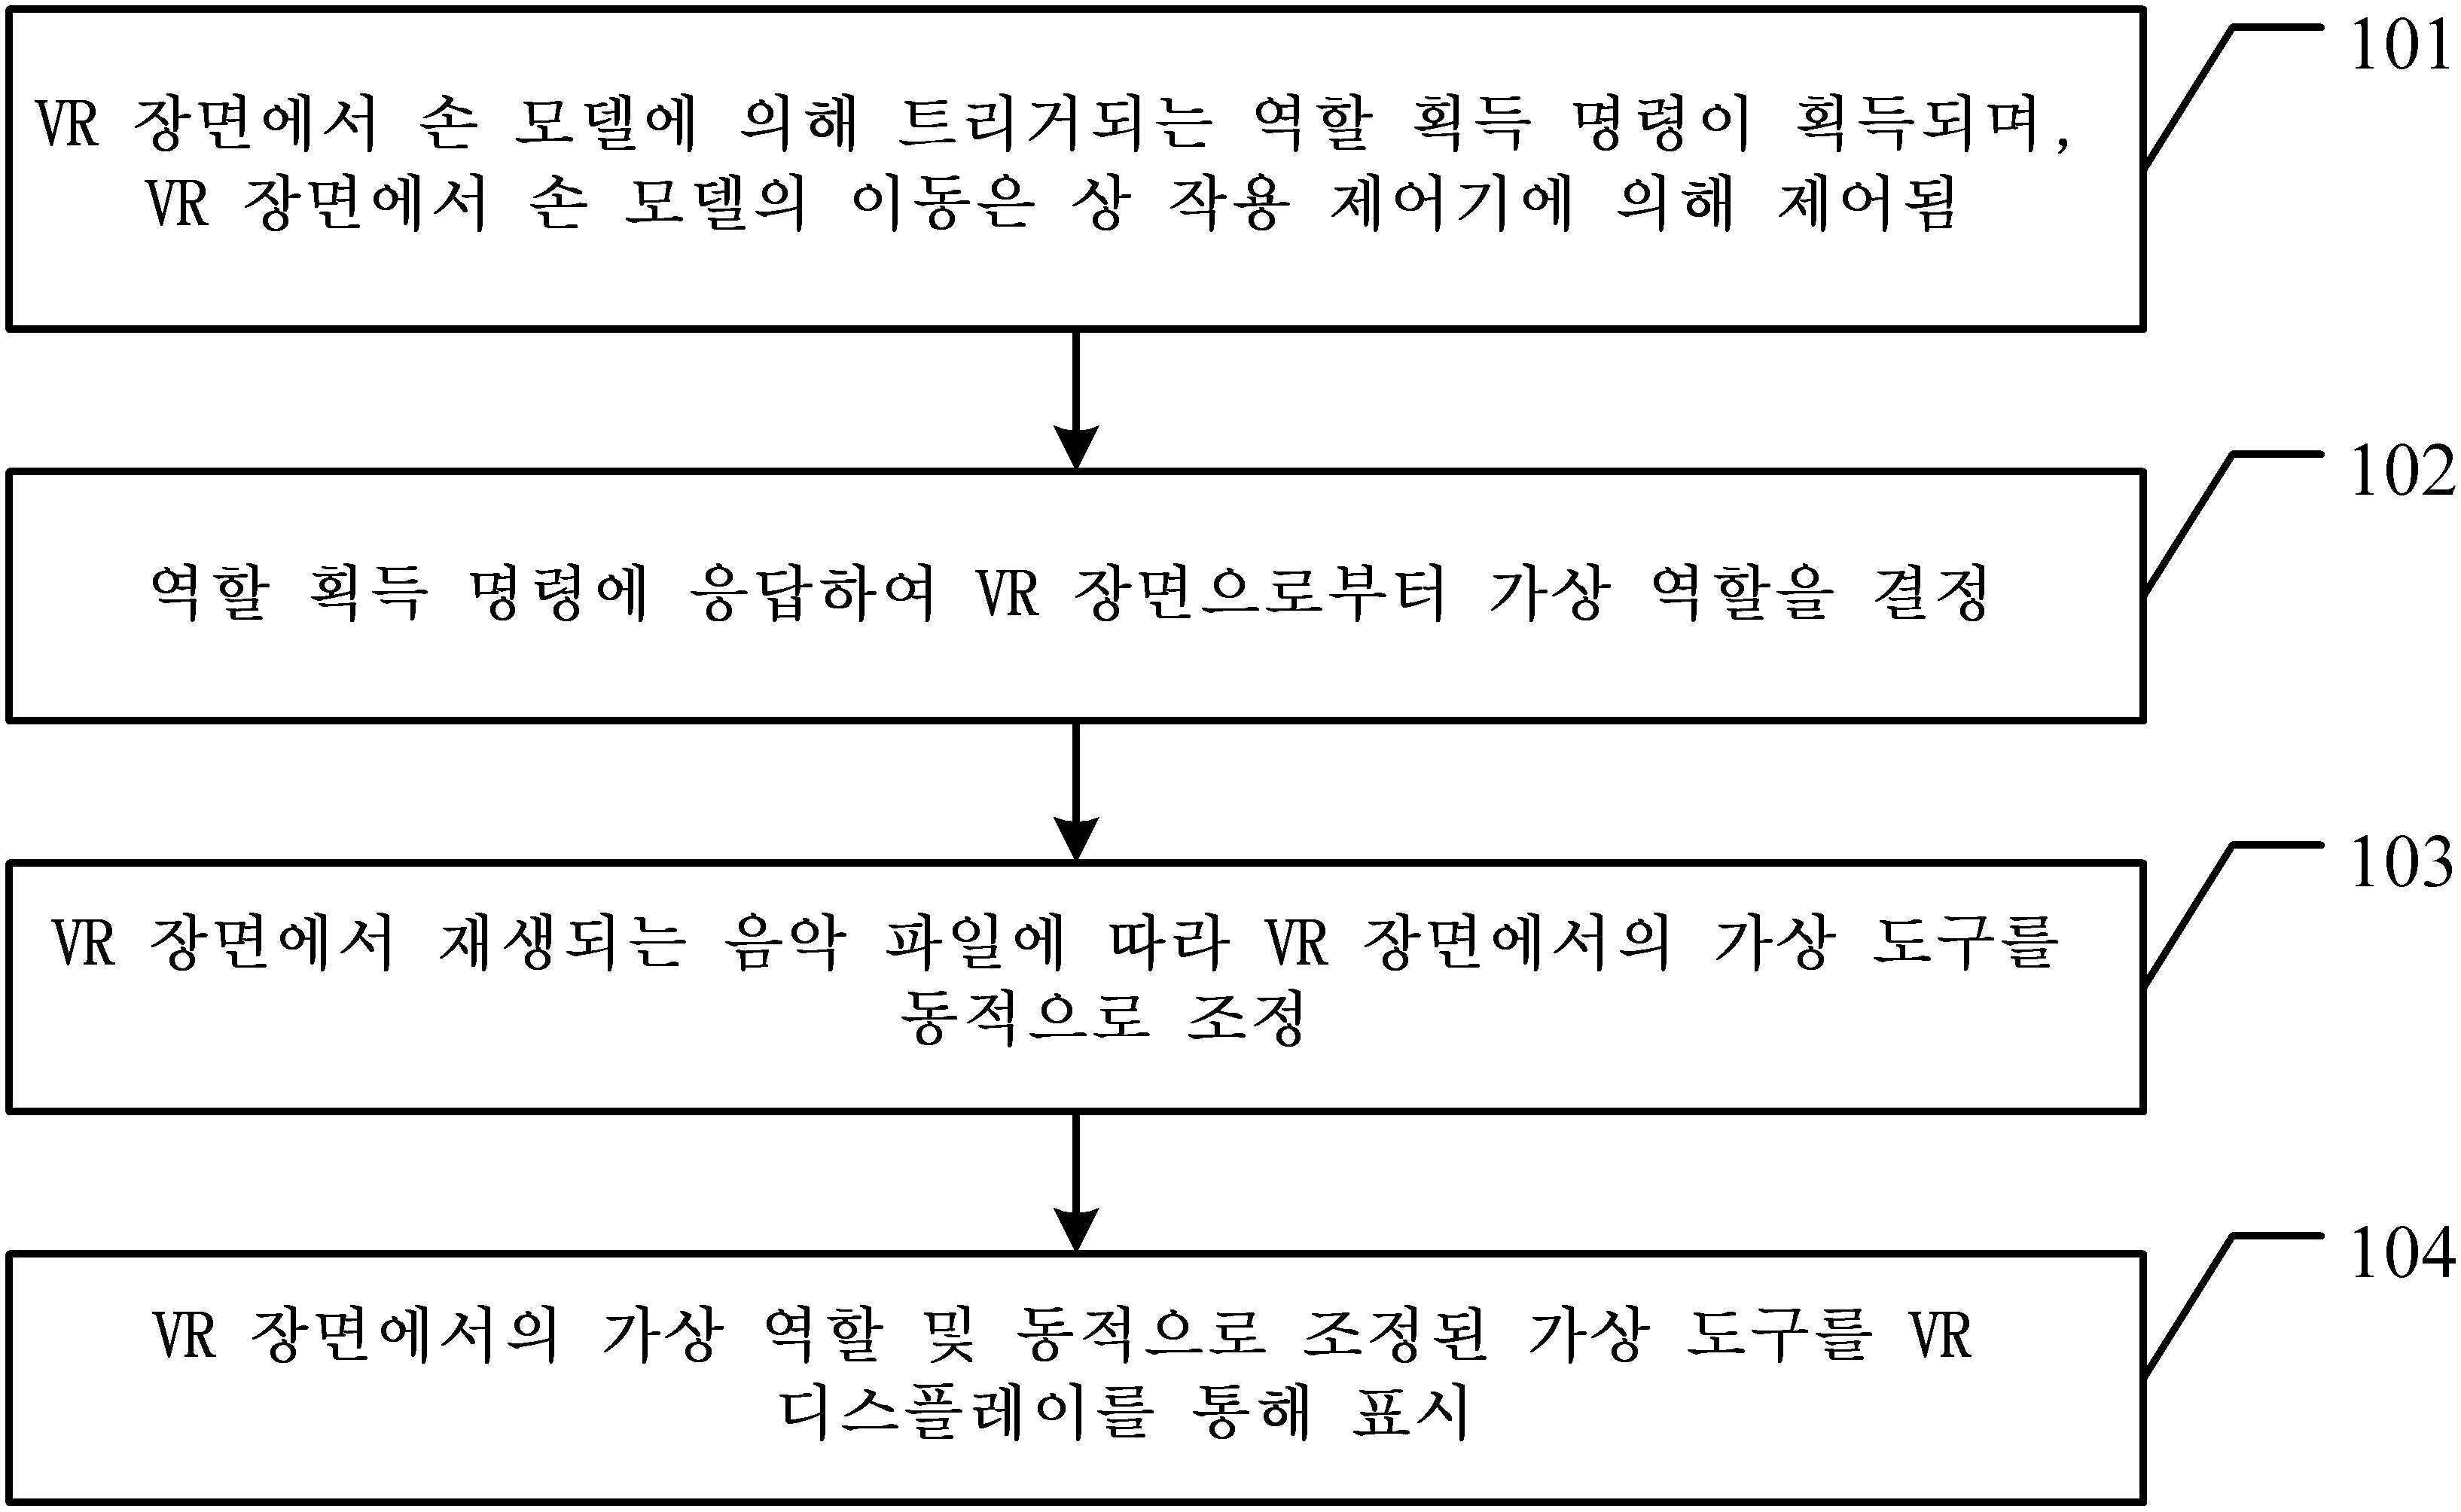 VR 장면에서 손 모델에 의해 트리거되는 역할 획득 명령이 획득되며,
VR 장면에서 손 모델의 이동은 상 작용 제어기에 의해 제어됨
101
역할 획득 명령에 응답하여 VR 장면으로부터 가상 역할을 결정
102
VR 장면에서 재생되는 음악 파일에 따라 VR 장면에서의 가상 도구를
동적으로 조정
103
VR 장면에서의 가상 역할 및 동적으로 조정된 가상 도구를 VR
디스플레이를 통해 표시
104